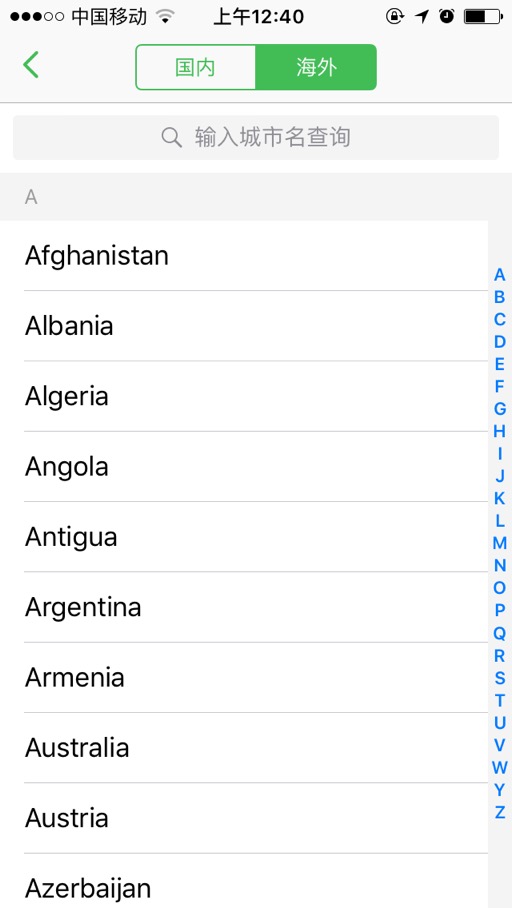 中国移动 上午12:40
国内 海外
输入城市名查询
A
Afghanistan
Albania
Algeria
Angola
Antigua
Argentina
Armenia
Australia
Austria
Azerbaijan
A
B
C
D
E
F
G
H
I
J
K
L
M
N
O
P
Q
R
S
T
U
V
W
Y
Z